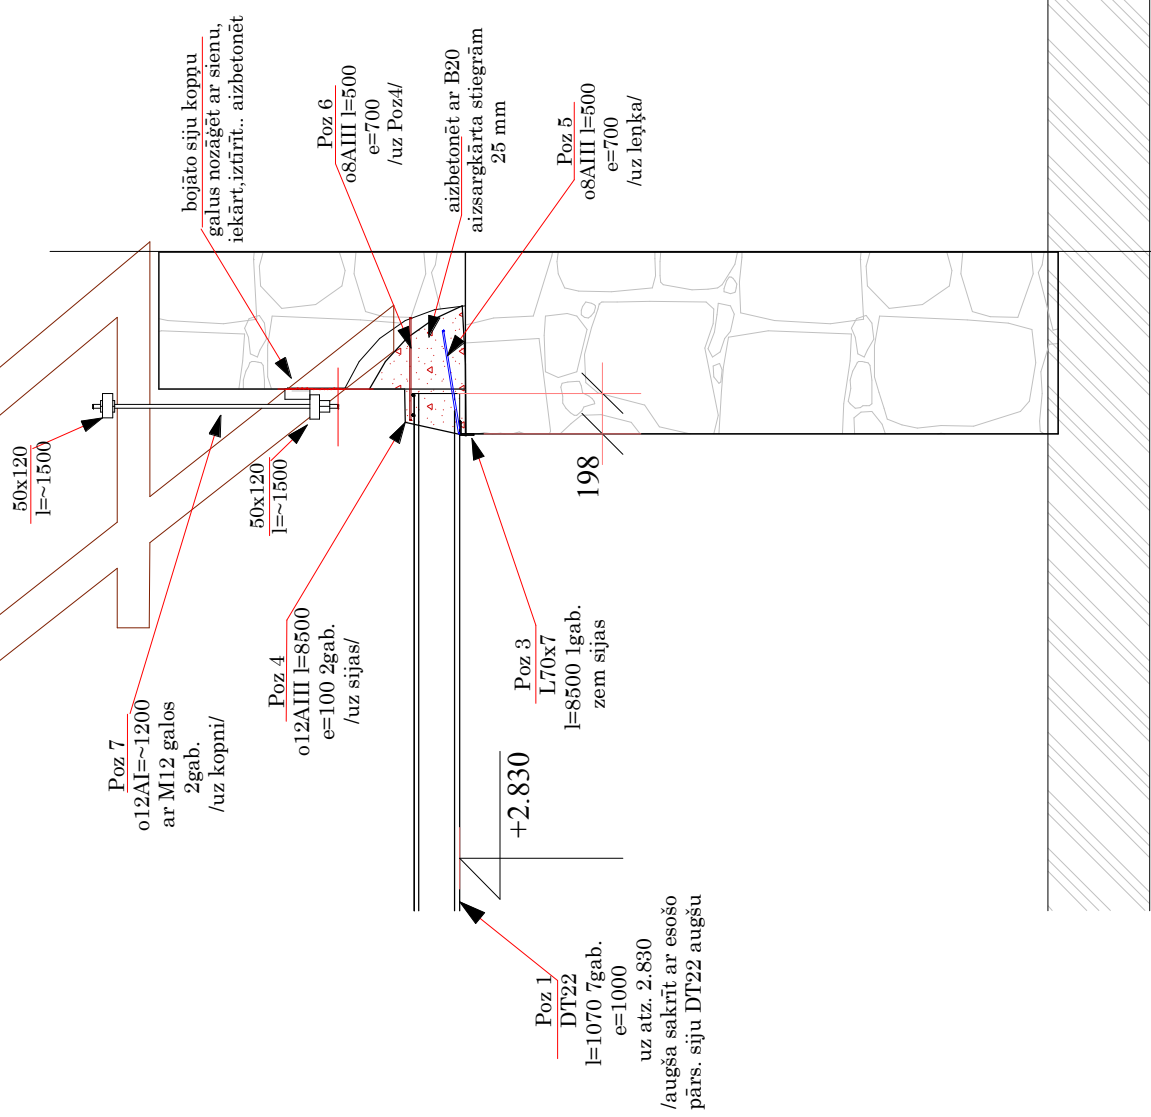 50x120
l=~1500
bojāto siju kopņu
galus nozāģēt ar sienu,
iekārt,iztīrīt.. aizbetonēt
Poz 6
o8AIII l=500
e=700
/uz Poz4/
aizbetonēt ar B20
aizsargkārta stiegrām
25 mm
Poz 5
o8AIII l=500
e=700
/uz leņķa/
50x120
l=~1500
198
Poz 7
o12AI=~1200
ar M12 galos
2gab.
/uz kopni/
Poz 4
o12AIII l=8500
e=100 2gab.
/uz sijas/
Poz 3
L70x7
l=8500 1gab.
zem sijas
+2.830
Poz 1
DT22
l=1070 7gab.
e=1000
uz atz. 2.830
/augša sakrīt ar esošo
pārs. siju DT22 augšu